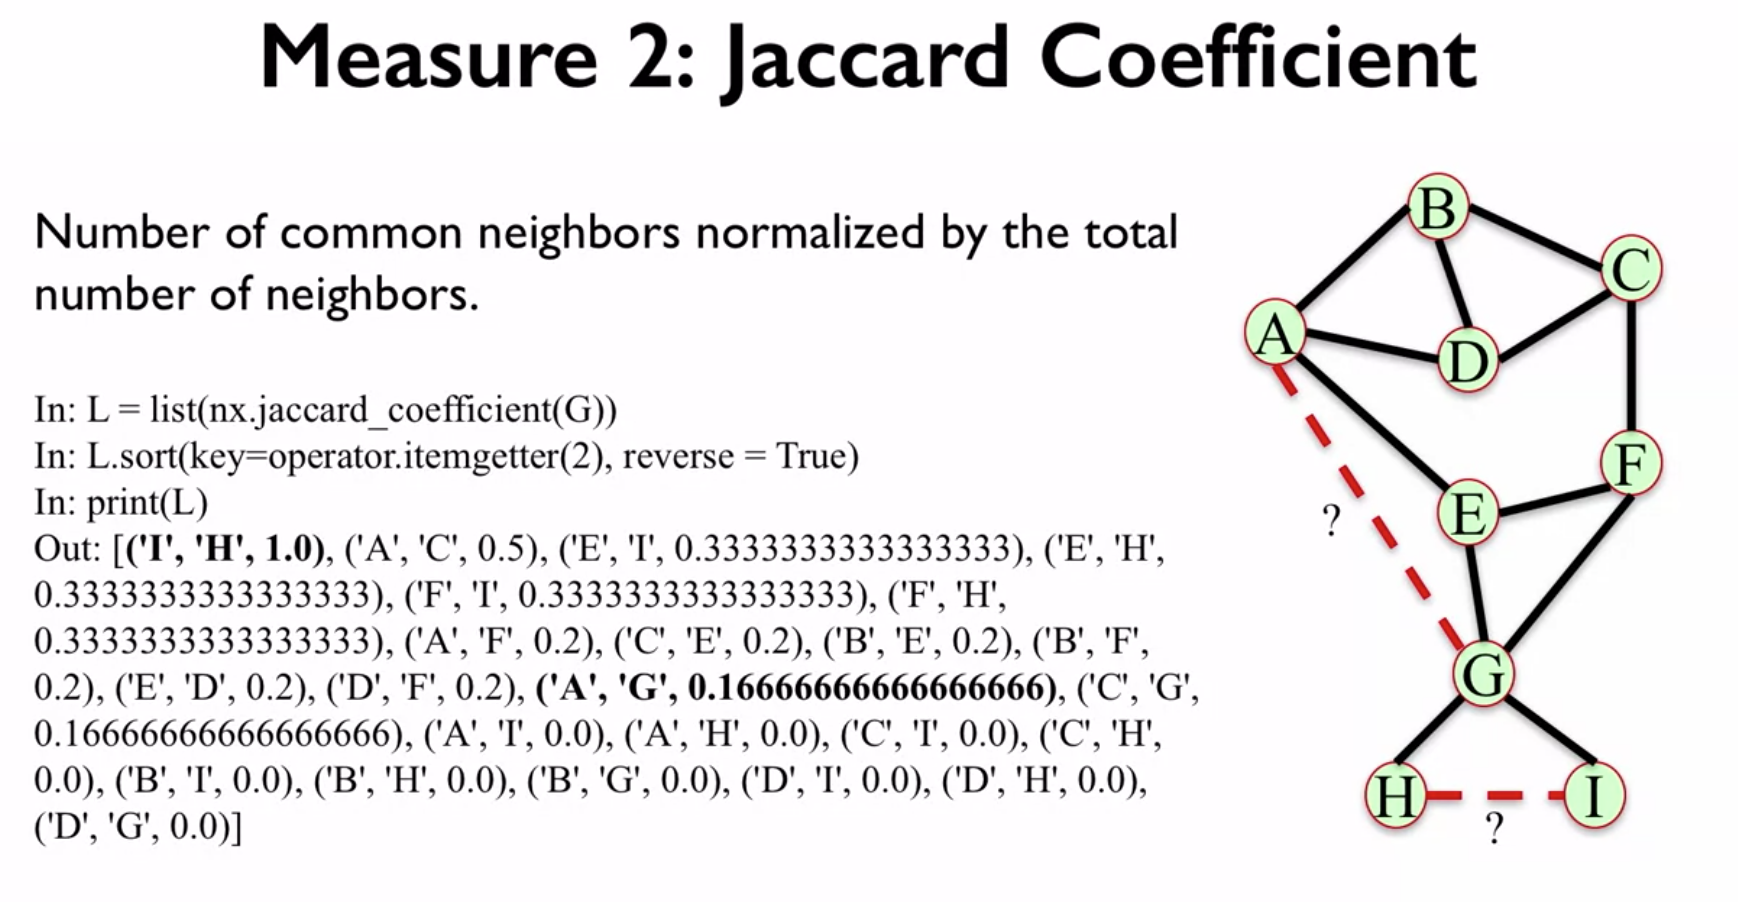 Measure 2: Jaccard Coefficient
Number of common neighbors normalized by the total
number of neighbors.
In: L = list(nx.jaccard_coefficient(G))
In: L.sort(key=operator.itemgetter(2), reverse = True)
In: print(L)
Out: [('I', 'H', 1.0), ('A', 'C', 0.5), ('E', 'I', 0.3333333333333333), ('E', 'H',
0.3333333333333333), ('F', 'I', 0.3333333333333333), ('F', 'H',
0.3333333333333333), ('A', 'F', 0.2), ('C', 'E', 0.2), ('B', 'E', 0.2), ('B', 'F',
0.2), ('E', 'D', 0.2), ('D', 'F', 0.2), ('A', 'G', 0.16666666666666666), ('C', 'G',
0.16666666666666666), ('A', 'I', 0.0), ('A', 'H', 0.0), ('C', 'I', 0.0), ('C', 'H',
0.0), ('B', 'I', 0.0), ('B', 'H', 0.0), ('B', 'G', 0.0), ('D', 'I', 0.0), ('D', 'H', 0.0),
('D', 'G', 0.0)]
B
C
A
D
F
E
?
G
H
I
?